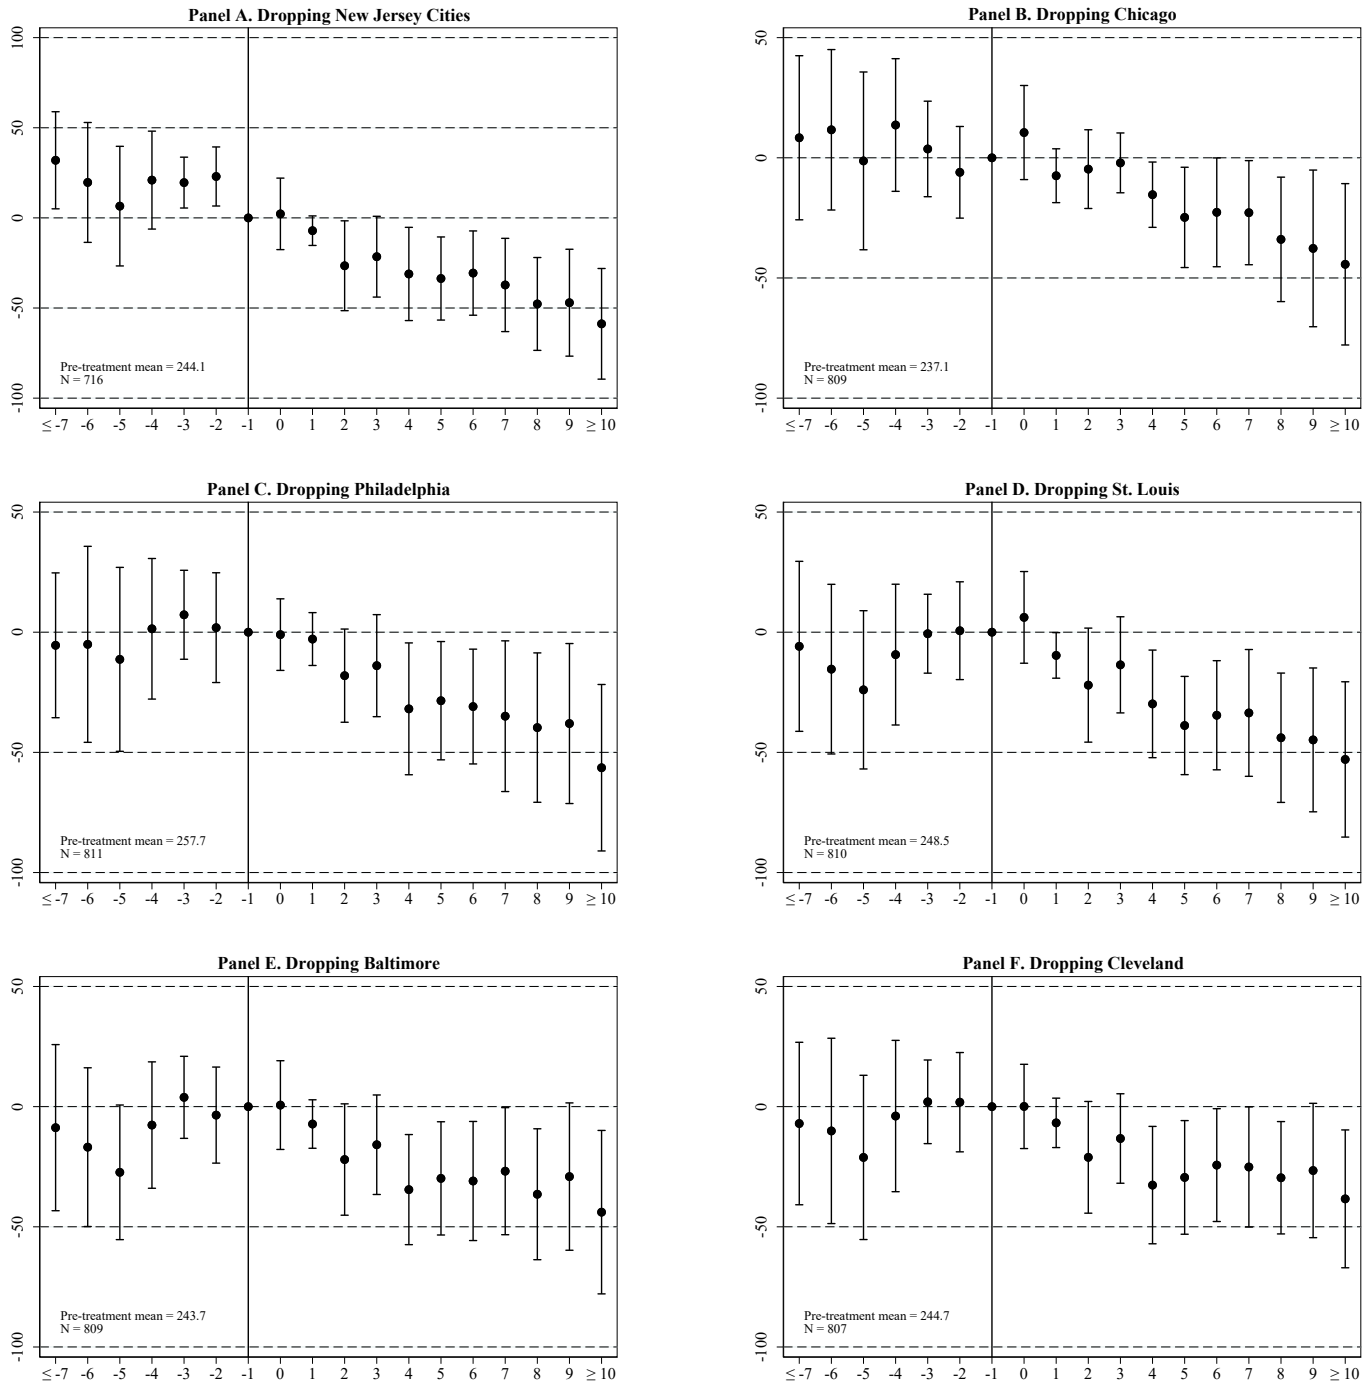 Panel A. Dropping New Jersey Cities
100
50
0
-50
-100
Pre-treatment mean = 244.1
N = 716
≤ -7 -6 -5 -4 -3 -2 -1 0 1 2 3 4 5 6 7 8 9 ≥ 10
Panel B. Dropping Chicago
50
0
-50
-100
Pre-treatment mean = 237.1
N = 809
≤ -7 -6 -5 -4 -3 -2 -1 0 1 2 3 4 5 6 7 8 9 ≥ 10
Panel C. Dropping Philadelphia
50
0
-50
-100
Pre-treatment mean = 257.7
N = 811
≤ -7 -6 -5 -4 -3 -2 -1 0 1 2 3 4 5 6 7 8 9 ≥ 10
Panel D. Dropping St. Louis
50
0
-50
-100
Pre-treatment mean = 248.5
N = 810
≤ -7 -6 -5 -4 -3 -2 -1 0 1 2 3 4 5 6 7 8 9 ≥ 10
Panel E. Dropping Baltimore
50
0
-50
-100
Pre-treatment mean = 243.7
N = 809
≤ -7 -6 -5 -4 -3 -2 -1 0 1 2 3 4 5 6 7 8 9 ≥ 10
Panel F. Dropping Cleveland
50
0
-50
-100
Pre-treatment mean = 244.7
N = 807
≤ -7 -6 -5 -4 -3 -2 -1 0 1 2 3 4 5 6 7 8 9 ≥ 10